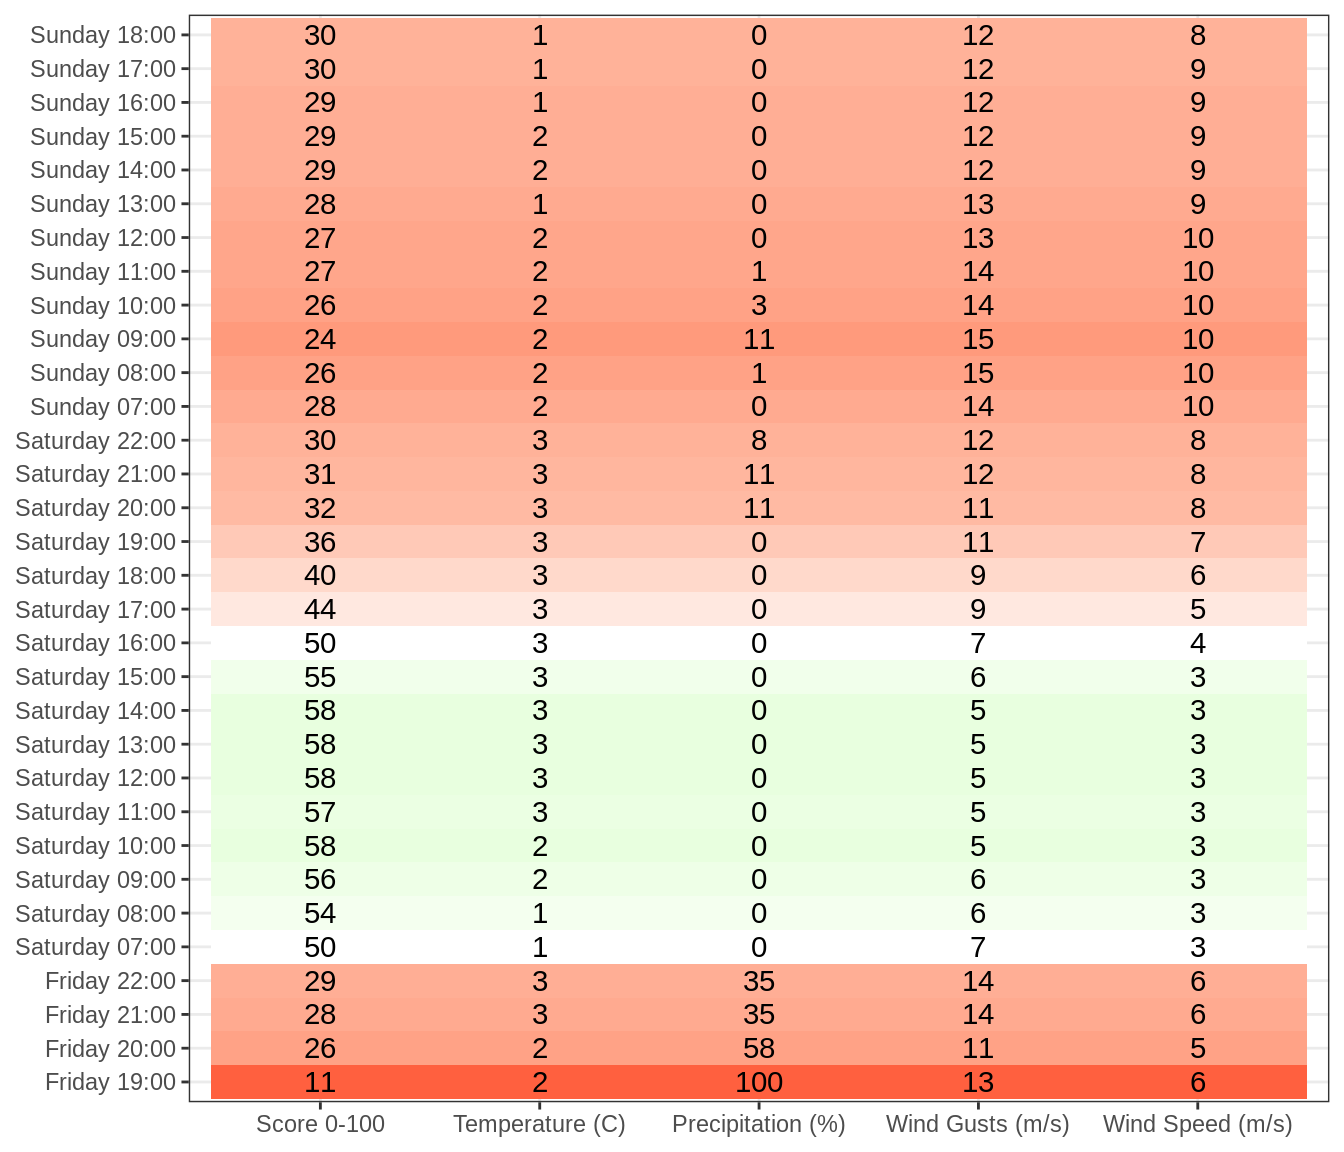 Sunday 18:00 30 1 0 12 8
Sunday 17:00 30 1 0 12 9
Sunday 16:00 29 1 0 12 9
Sunday 15:00 29 2 0 12 9
Sunday 14:00 29 2 0 12 9
Sunday 13:00 28 1 0 13 9
Sunday 12:00 27 2 0 13 10
Sunday 11:00 27 2 1 14 10
Sunday 10:00 26 2 3 14 10
Sunday 09:00 24 2 11 15 10
Sunday 08:00 26 2 1 15 10
Sunday 07:00 28 2 0 14 10
Saturday 22:00 30 3 8 12 8
Saturday 21:00 31 3 11 12 8
Saturday 20:00 32 3 11 11 8
Saturday 19:00 36 3 0 11 7
Saturday 18:00 40 3 0 9 6
Saturday 17:00 44 3 0 9 5
Saturday 16:00 50 3 0 7 4
Saturday 15:00 55 3 0 6 3
Saturday 14:00 58 3 0 5 3
Saturday 13:00 58 3 0 5 3
Saturday 12:00 58 3 0 5 3
Saturday 11:00 57 3 0 5 3
Saturday 10:00 58 2 0 5 3
Saturday 09:00 56 2 0 6 3
Saturday 08:00 54 1 0 6 3
Saturday 07:00 50 1 0 7 3
Friday 22:00 29 3 35 14 6
Friday 21:00 28 3 35 14 6
Friday 20:00 26 2 58 11 5
Friday 19:00 11 2 100 13 6
Score 0-100 Temperature (C) Precipitation (%) Wind Gusts (m/s) Wind Speed (m/s)